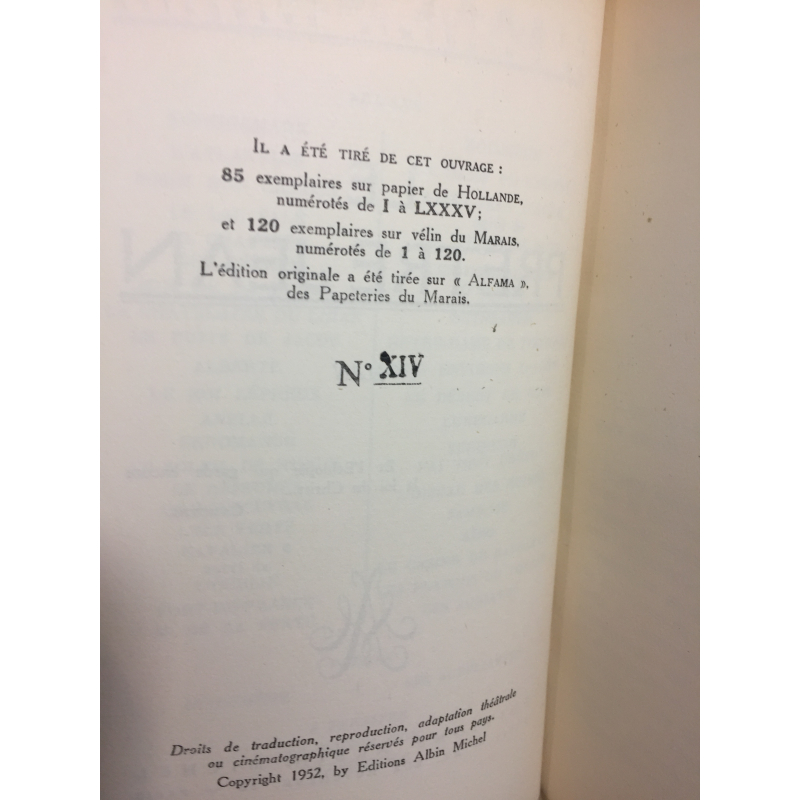 Il a été tiré de cet ouvrage :
85 exemplaires sur papier de Hollande,
numérotés de I à LXXXV;
et 120 exemplaires sur vélin du Marais,
numérotés de 1 à 120.
L'édition originale a été tirée sur « Alfama »,
des Papeteries du Marais.
N° XIV
Droits de traduction, reproduction, adaptation théâtrale
ou cinématographique réservés pour tous pays.
Copyright 1952, by Editions Albin Michel